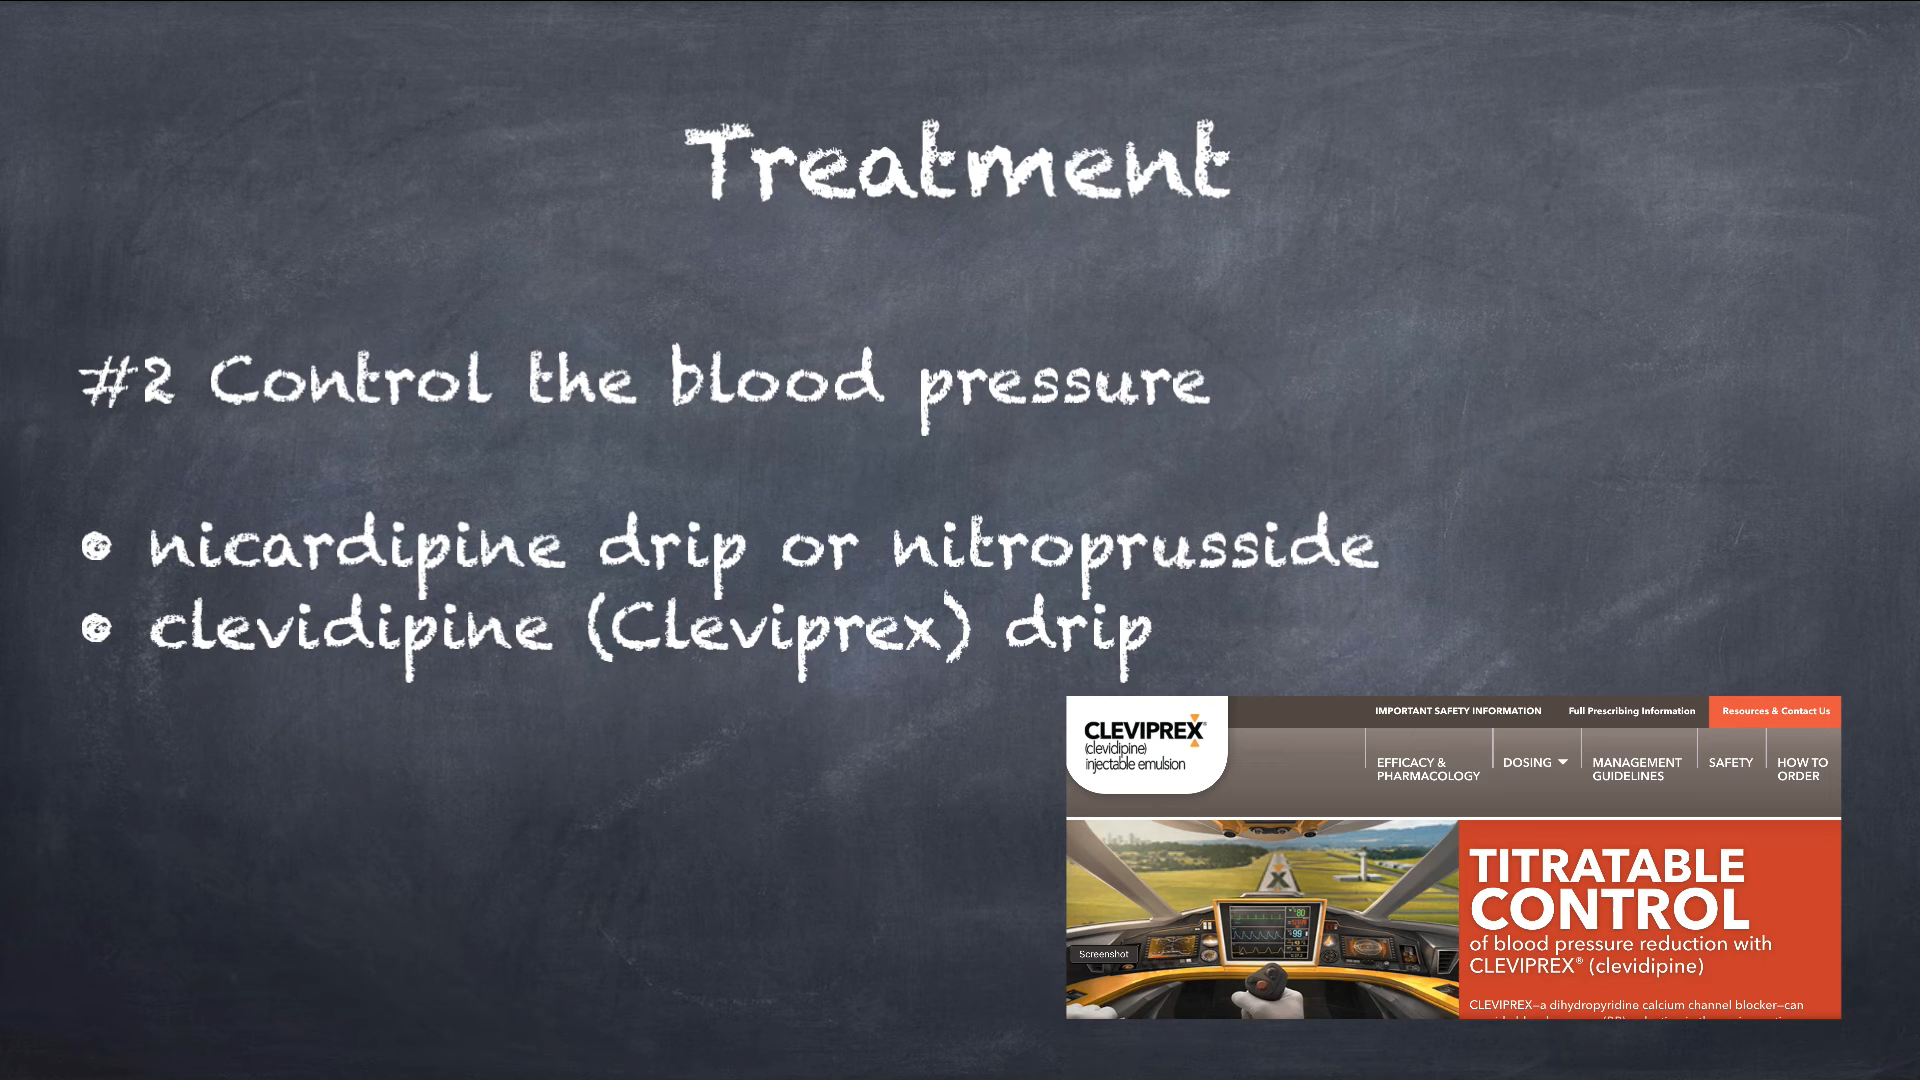 Treatment
#2 Control the blood pressure
• nicardipine drip or nitroprusside
• clevidipine (Cleviprex) drip
IMPORTANT SAFETY INFORMATION Full Prescribing Information Resources & Contact Us
CLEVIPREX®
(clevidipine)
injectable emulsion
EFFICACY &
PHARMACOLOGY
DOSING
MANAGEMENT
GUIDELINES
SAFETY
HOW TO
ORDER
80
99
Screenshot
TITRATABLE
CONTROL
of blood pressure reduction with
CLEVIPREX® (clevidipine)
CLEVIPREX—a dihydropyridine calcium channel blocker—can